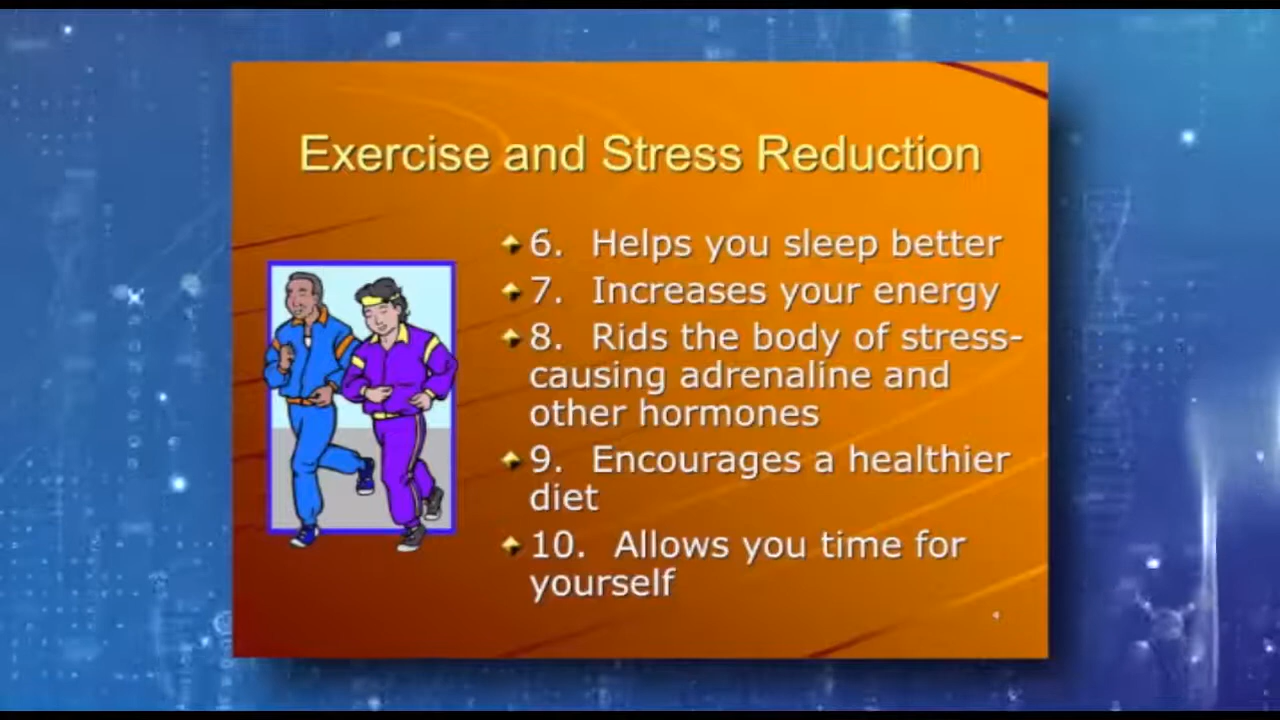 Exercise and Stress Reduction
6. Helps you sleep better
7. Increases your energy
8. Rids the body of stress-
causing adrenaline and
other hormones
9. Encourages a healthier
diet
10. Allows you time for
yourself